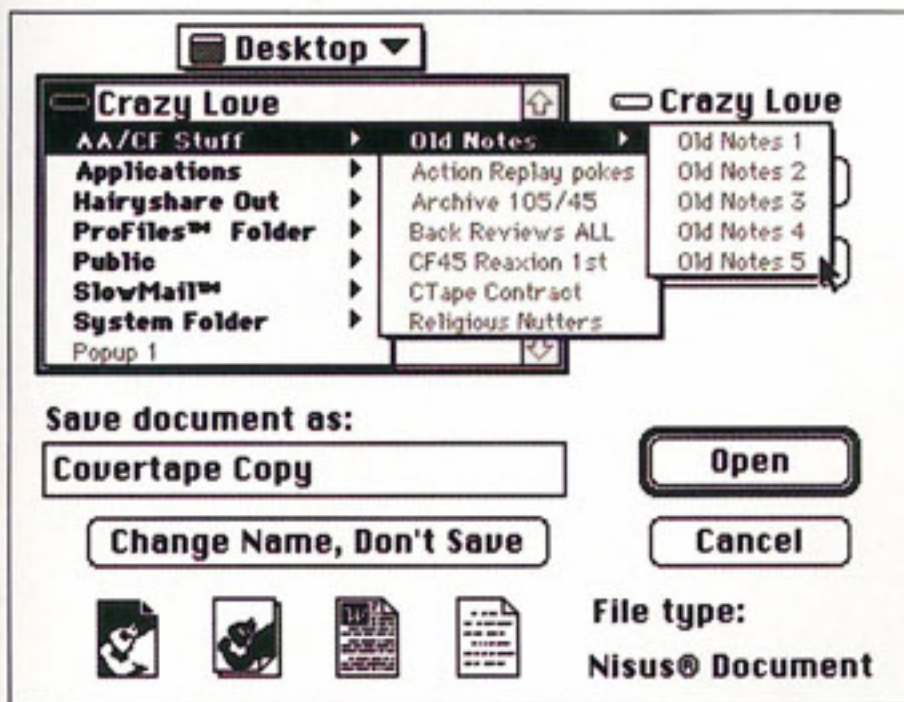 Desktop
Crazy Love
AA/CF Stuff
Applications
Hairyshare Out
ProFiles™ Folder
Public
SlowMail™
System Folder
Popup 1
Old Notes
Action Replay pokes
Archive 105/45
Back Reviews ALL
CF45 Reaxion 1st
CTape Contract
Religious Nutters
Crazy Love
Old Notes 1
Old Notes 2
Old Notes 3
Old Notes 4
Old Notes 5
Save document as:
Covertape Copy
Open
Change Name, Don't Save
Cancel
File type:
Nisus® Document